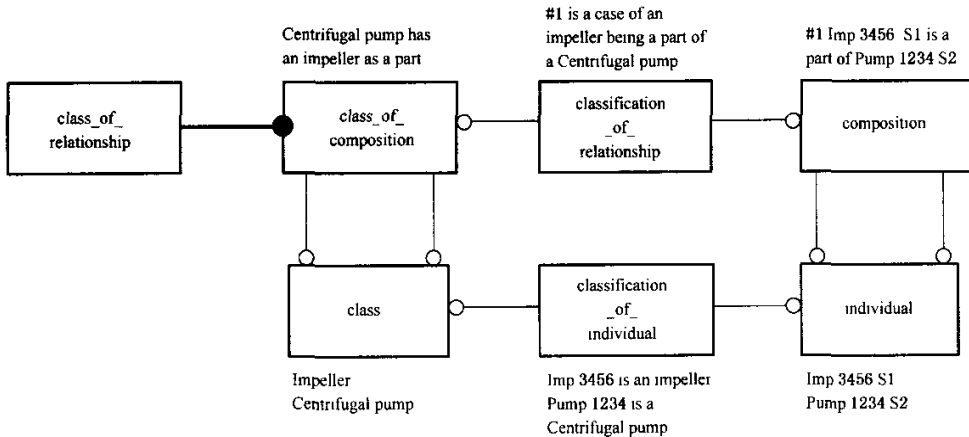 Centrifugal pump has
an impeller as a part
#1 is a case of an
impeller being a part of
a Centrifugal pump
#1 Imp 3456 S1 is a
part of Pump 1234 S2
class_of_
relationship
class_of_
composition
classification
_of_
relationship
composition
class
classification
_of_
individual
individual
Impeller
Centrifugal pump
Imp 3456 is an impeller
Pump 1234 is a
Centrifugal pump
Imp 3456 S1
Pump 1234 S2